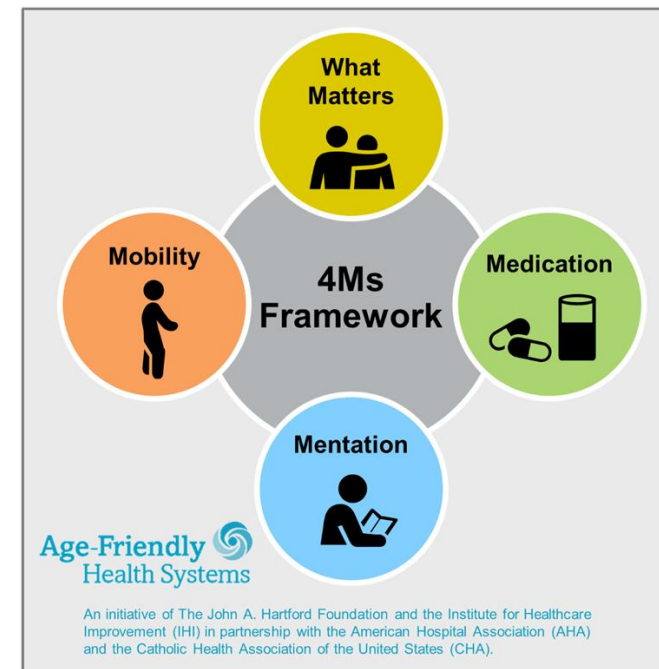 What
Matters
Mobility
4Ms
Framework
Medication
Mentation
Age-Friendly
Health Systems
An initiative of The John A. Hartford Foundation and the Institute for Healthcare
Improvement (IHI) in partnership with the American Hospital Association (AHA)
and the Catholic Health Association of the United States (CHA).